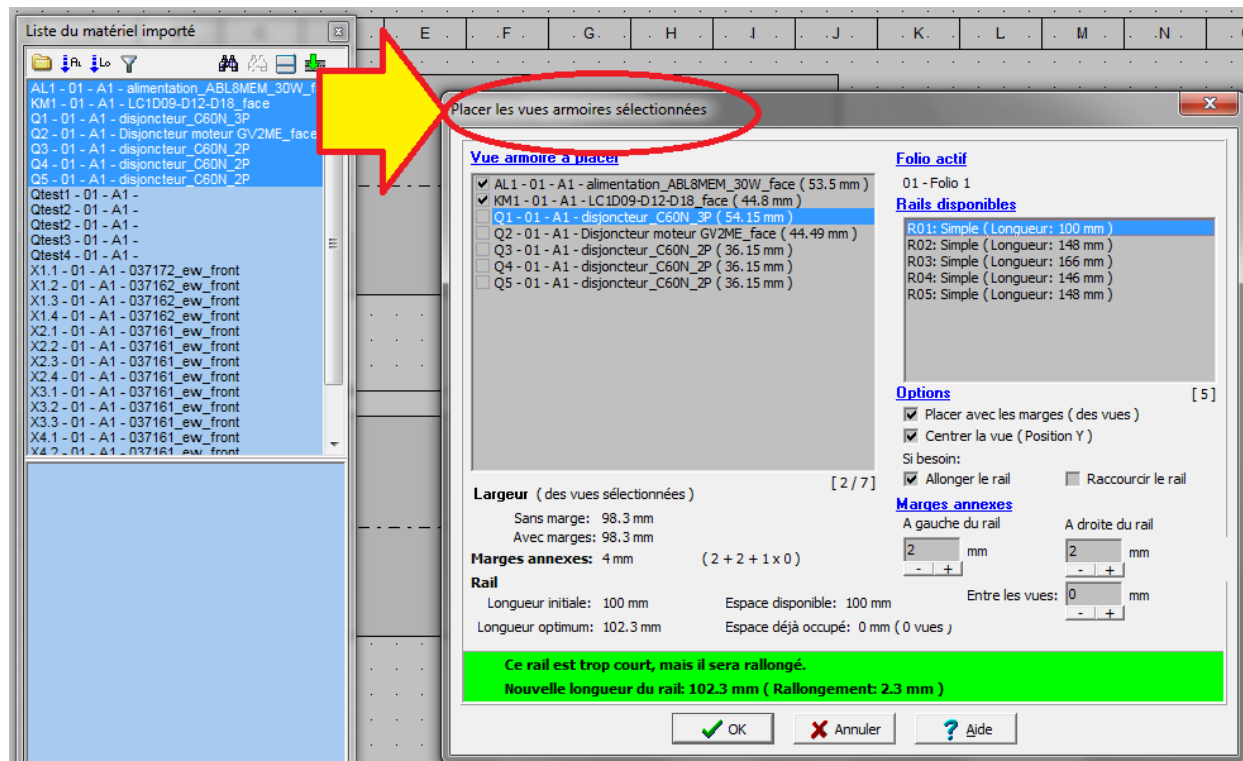 Liste du matériel importé
E F G H I J K L M N
AL1 - 01 - A1 - alimentation_ABL8MEM_30W_f
KM1 - 01 - A1 - LC1D09-D12-D18_face
Q1 - 01 - A1 - disjoncteur_C60N_3P
Q2 - 01 - A1 - Disjoncteur moteur GV2ME_face
Q3 - 01 - A1 - disjoncteur_C60N_2P
Q4 - 01 - A1 - disjoncteur_C60N_2P
Q5 - 01 - A1 - disjoncteur_C60N_2P
Qtest1 - 01 - A1 -
Qtest2 - 01 - A1 -
Qtest2 - 01 - A1 -
Qtest3 - 01 - A1 -
Qtest4 - 01 - A1 -
X1.1 - 01 - A1 - 037172_ew_front
X1.2 - 01 - A1 - 037162_ew_front
X1.3 - 01 - A1 - 037162_ew_front
X1.4 - 01 - A1 - 037162_ew_front
X2.1 - 01 - A1 - 037161_ew_front
X2.2 - 01 - A1 - 037161_ew_front
X2.3 - 01 - A1 - 037161_ew_front
X2.4 - 01 - A1 - 037161_ew_front
X3.1 - 01 - A1 - 037161_ew_front
X3.2 - 01 - A1 - 037161_ew_front
X3.3 - 01 - A1 - 037161_ew_front
X4.1 - 01 - A1 - 037161_ew_front
X4.2 - 01 - A1 - 037161_ew_front
Placer les vues armoires sélectionnées
Vue armoire à placer
AL1 - 01 - A1 - alimentation_ABL8MEM_30W_face ( 53.5 mm )
KM1 - 01 - A1 - LC1D09-D12-D18_face ( 44.8 mm )
Q1 - 01 - A1 - disjoncteur_C60N_3P ( 54.15 mm )
Q2 - 01 - A1 - Disjoncteur moteur GV2ME_face ( 44.49 mm )
Q3 - 01 - A1 - disjoncteur_C60N_2P ( 36.15 mm )
Q4 - 01 - A1 - disjoncteur_C60N_2P ( 36.15 mm )
Q5 - 01 - A1 - disjoncteur_C60N_2P ( 36.15 mm )
[ 2 / 7 ]
Largeur ( des vues sélectionnées )
Sans marge: 98.3 mm
Avec marges: 98.3 mm
Marges annexes: 4 mm ( 2 + 2 + 1 x 0 )
Rail
Longueur initiale: 100 mm Espace disponible: 100 mm
Longueur optimum: 102.3 mm Espace déjà occupé: 0 mm ( 0 vues )
Folio actif
01 - Folio 1
Rails disponibles
R01: Simple ( Longueur: 100 mm )
R02: Simple ( Longueur: 148 mm )
R03: Simple ( Longueur: 166 mm )
R04: Simple ( Longueur: 146 mm )
R05: Simple ( Longueur: 148 mm )
Options [ 5 ]
Placer avec les marges ( des vues )
Centrer la vue ( Position Y )
Si besoin:
Allonger le rail Raccourcir le rail
Marges annexes
A gauche du rail A droite du rail
2 mm 2 mm
- + - +
Entre les vues: 0 mm
- +
Ce rail est trop court, mais il sera rallongé.
Nouvelle longueur du rail: 102.3 mm ( Rallongement: 2.3 mm )
OK Annuler Aide